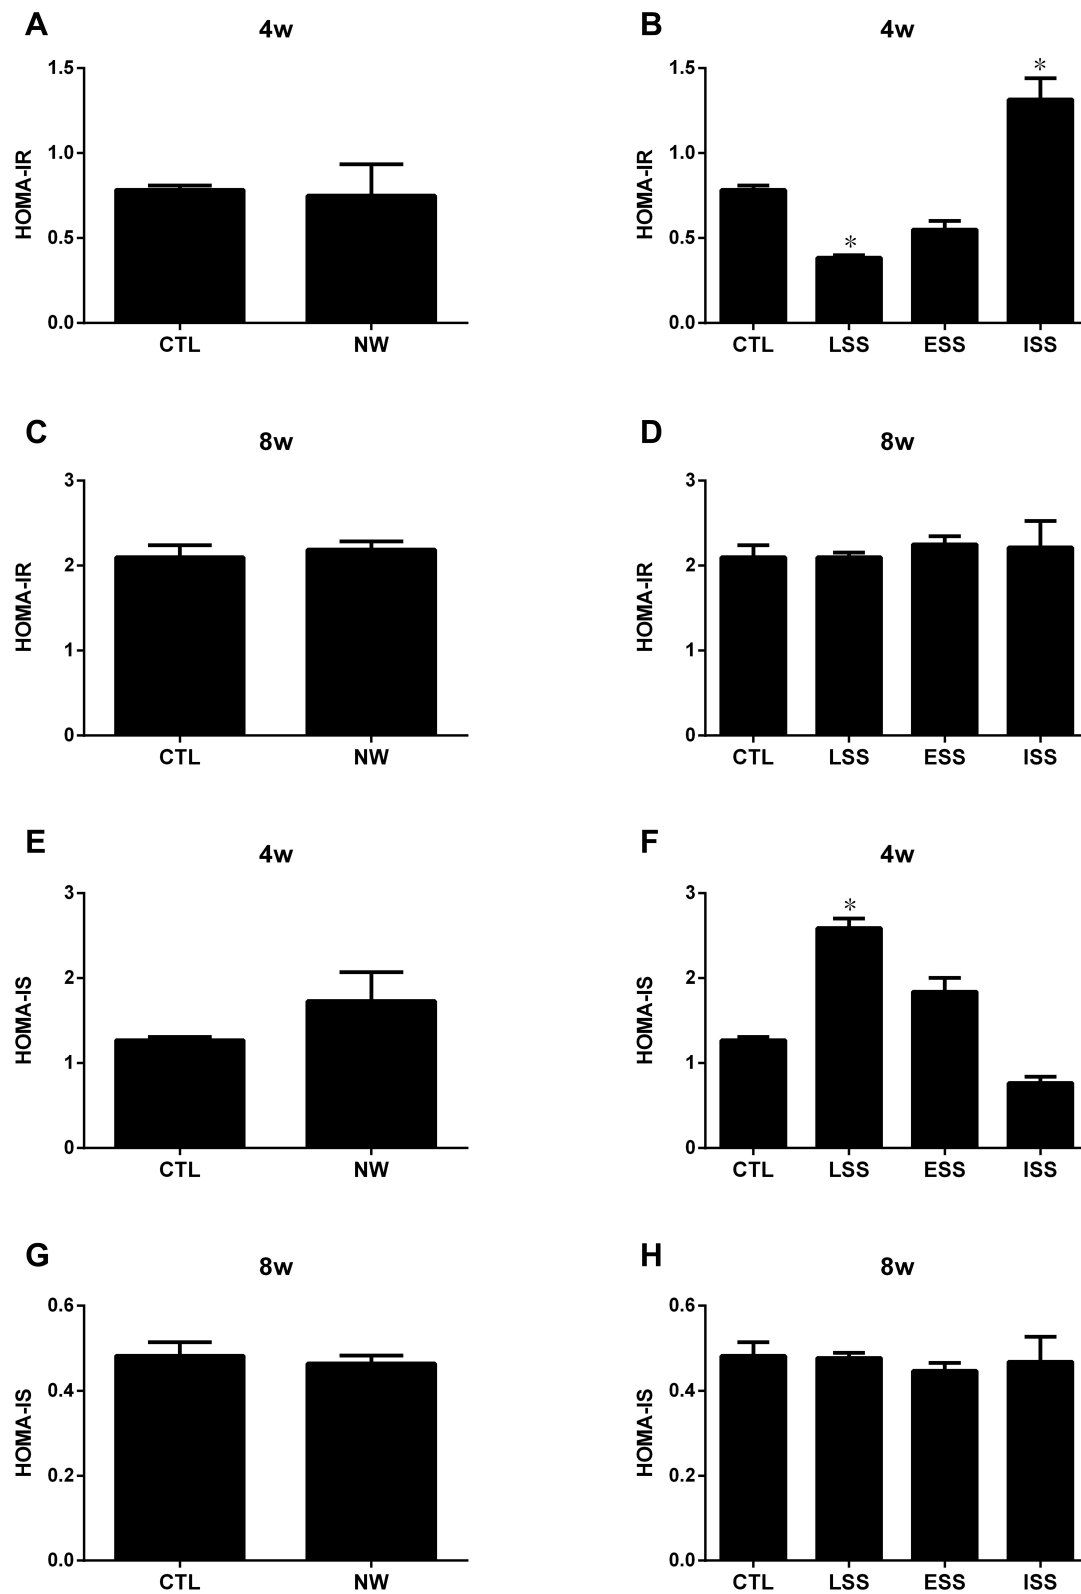 A
4w
1.5
1.0
0.5
0.0
HOMA-IR
CTL NW
B
4w
1.5
1.0
0.5
0.0
HOMA-IR
*
*
CTL LSS ESS ISS
C
8w
3
2
1
0
HOMA-IR
CTL NW
D
8w
3
2
1
0
HOMA-IR
CTL LSS ESS ISS
E
4w
3
2
1
0
HOMA-IS
CTL NW
F
4w
3
2
1
0
HOMA-IS
*
CTL LSS ESS ISS
G
8w
0.6
0.4
0.2
0.0
HOMA-IS
CTL NW
H
8w
0.6
0.4
0.2
0.0
HOMA-IS
CTL LSS ESS ISS